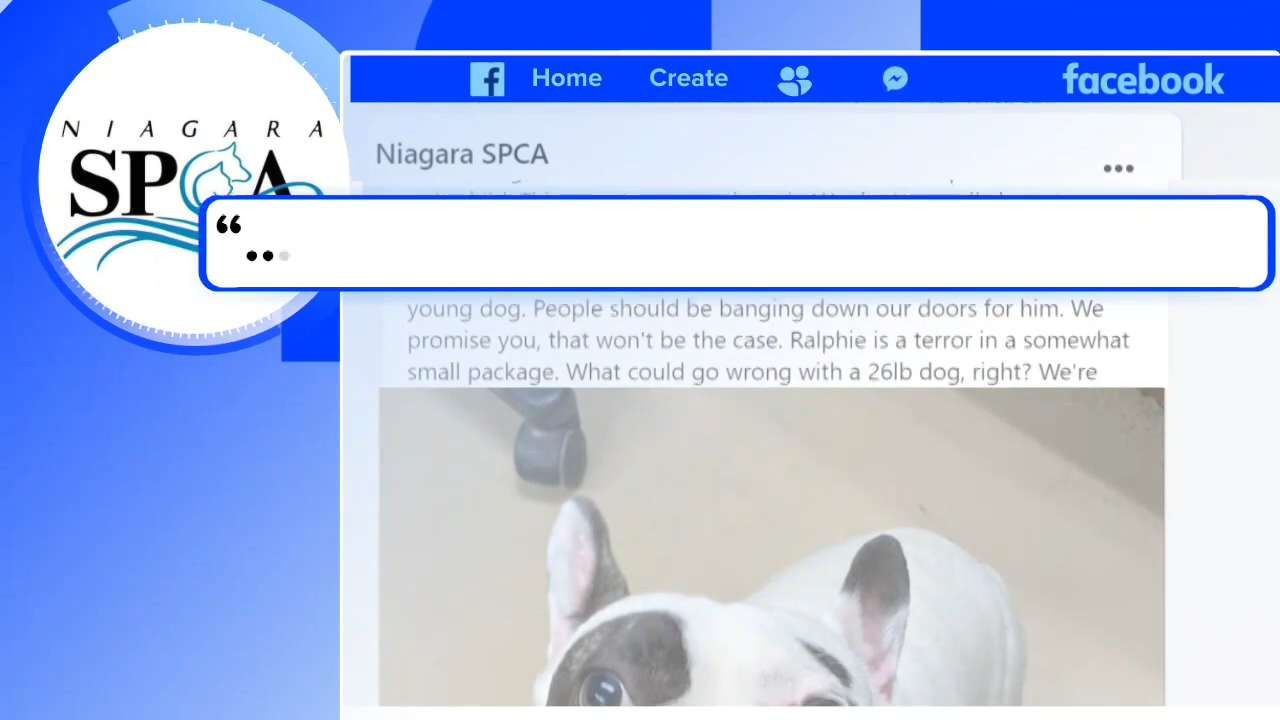 Home Create facebook
NIAGARA
SPCA
Niagara SPCA
“
young dog. People should be banging down our doors for him. We
promise you, that won't be the case. Ralphie is a terror in a somewhat
small package. What could go wrong with a 26lb dog, right? We're